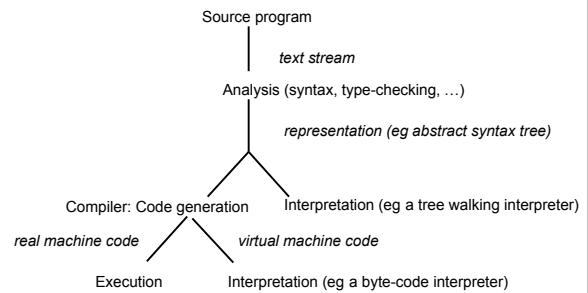 Source program
text stream
Analysis (syntax, type-checking, …)
representation (eg abstract syntax tree)
Compiler: Code generation
Interpretation (eg a tree walking interpreter)
real machine code
virtual machine code
Execution
Interpretation (eg a byte-code interpreter)